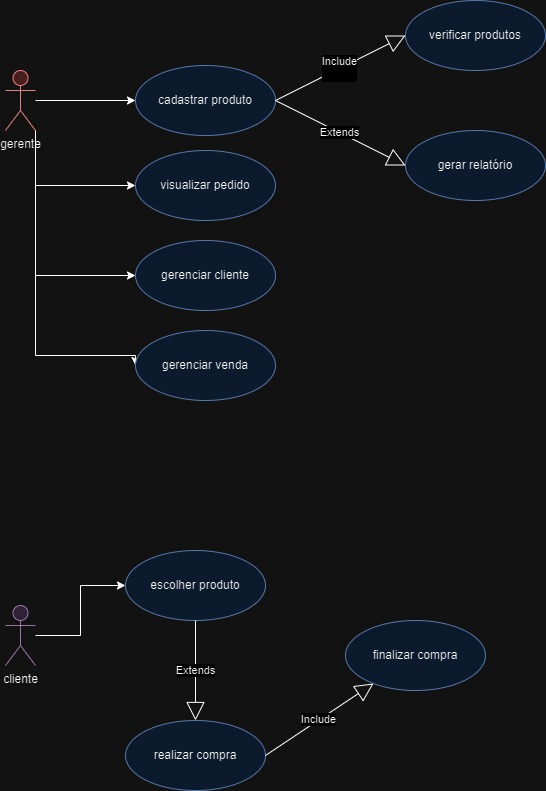 verificar produtos
Include
cadastrar produto
Extends
gerente
gerar relatório
visualizar pedido
gerenciar cliente
gerenciar venda
escolher produto
cliente
finalizar compra
Extends
Include
realizar compra